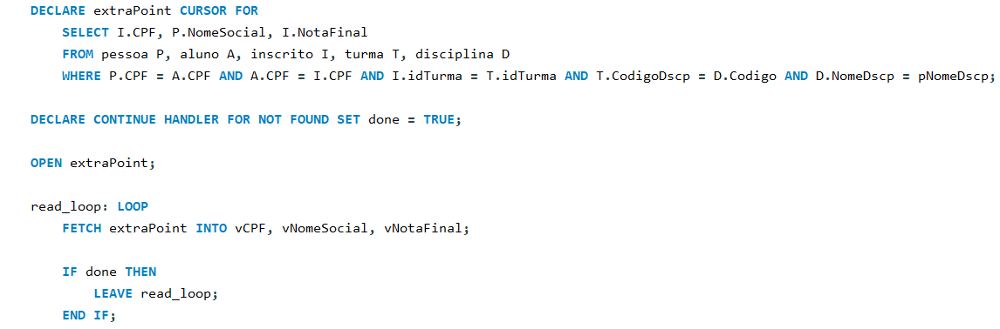 DECLARE extraPoint CURSOR FOR
SELECT I.CPF, P.NomeSocial, I.NotaFinal
FROM pessoa P, aluno A, inscrito I, turma T, disciplina D
WHERE P.CPF = A.CPF AND A.CPF = I.CPF AND I.idTurma = T.idTurma AND T.CodigoDscp = D.Codigo AND D.NomeDscp = pNomeDscp;
DECLARE CONTINUE HANDLER FOR NOT FOUND SET done = TRUE;
OPEN extraPoint;
read_loop: LOOP
FETCH extraPoint INTO vCPF, vNomeSocial, vNotaFinal;
IF done THEN
LEAVE read_loop;
END IF;